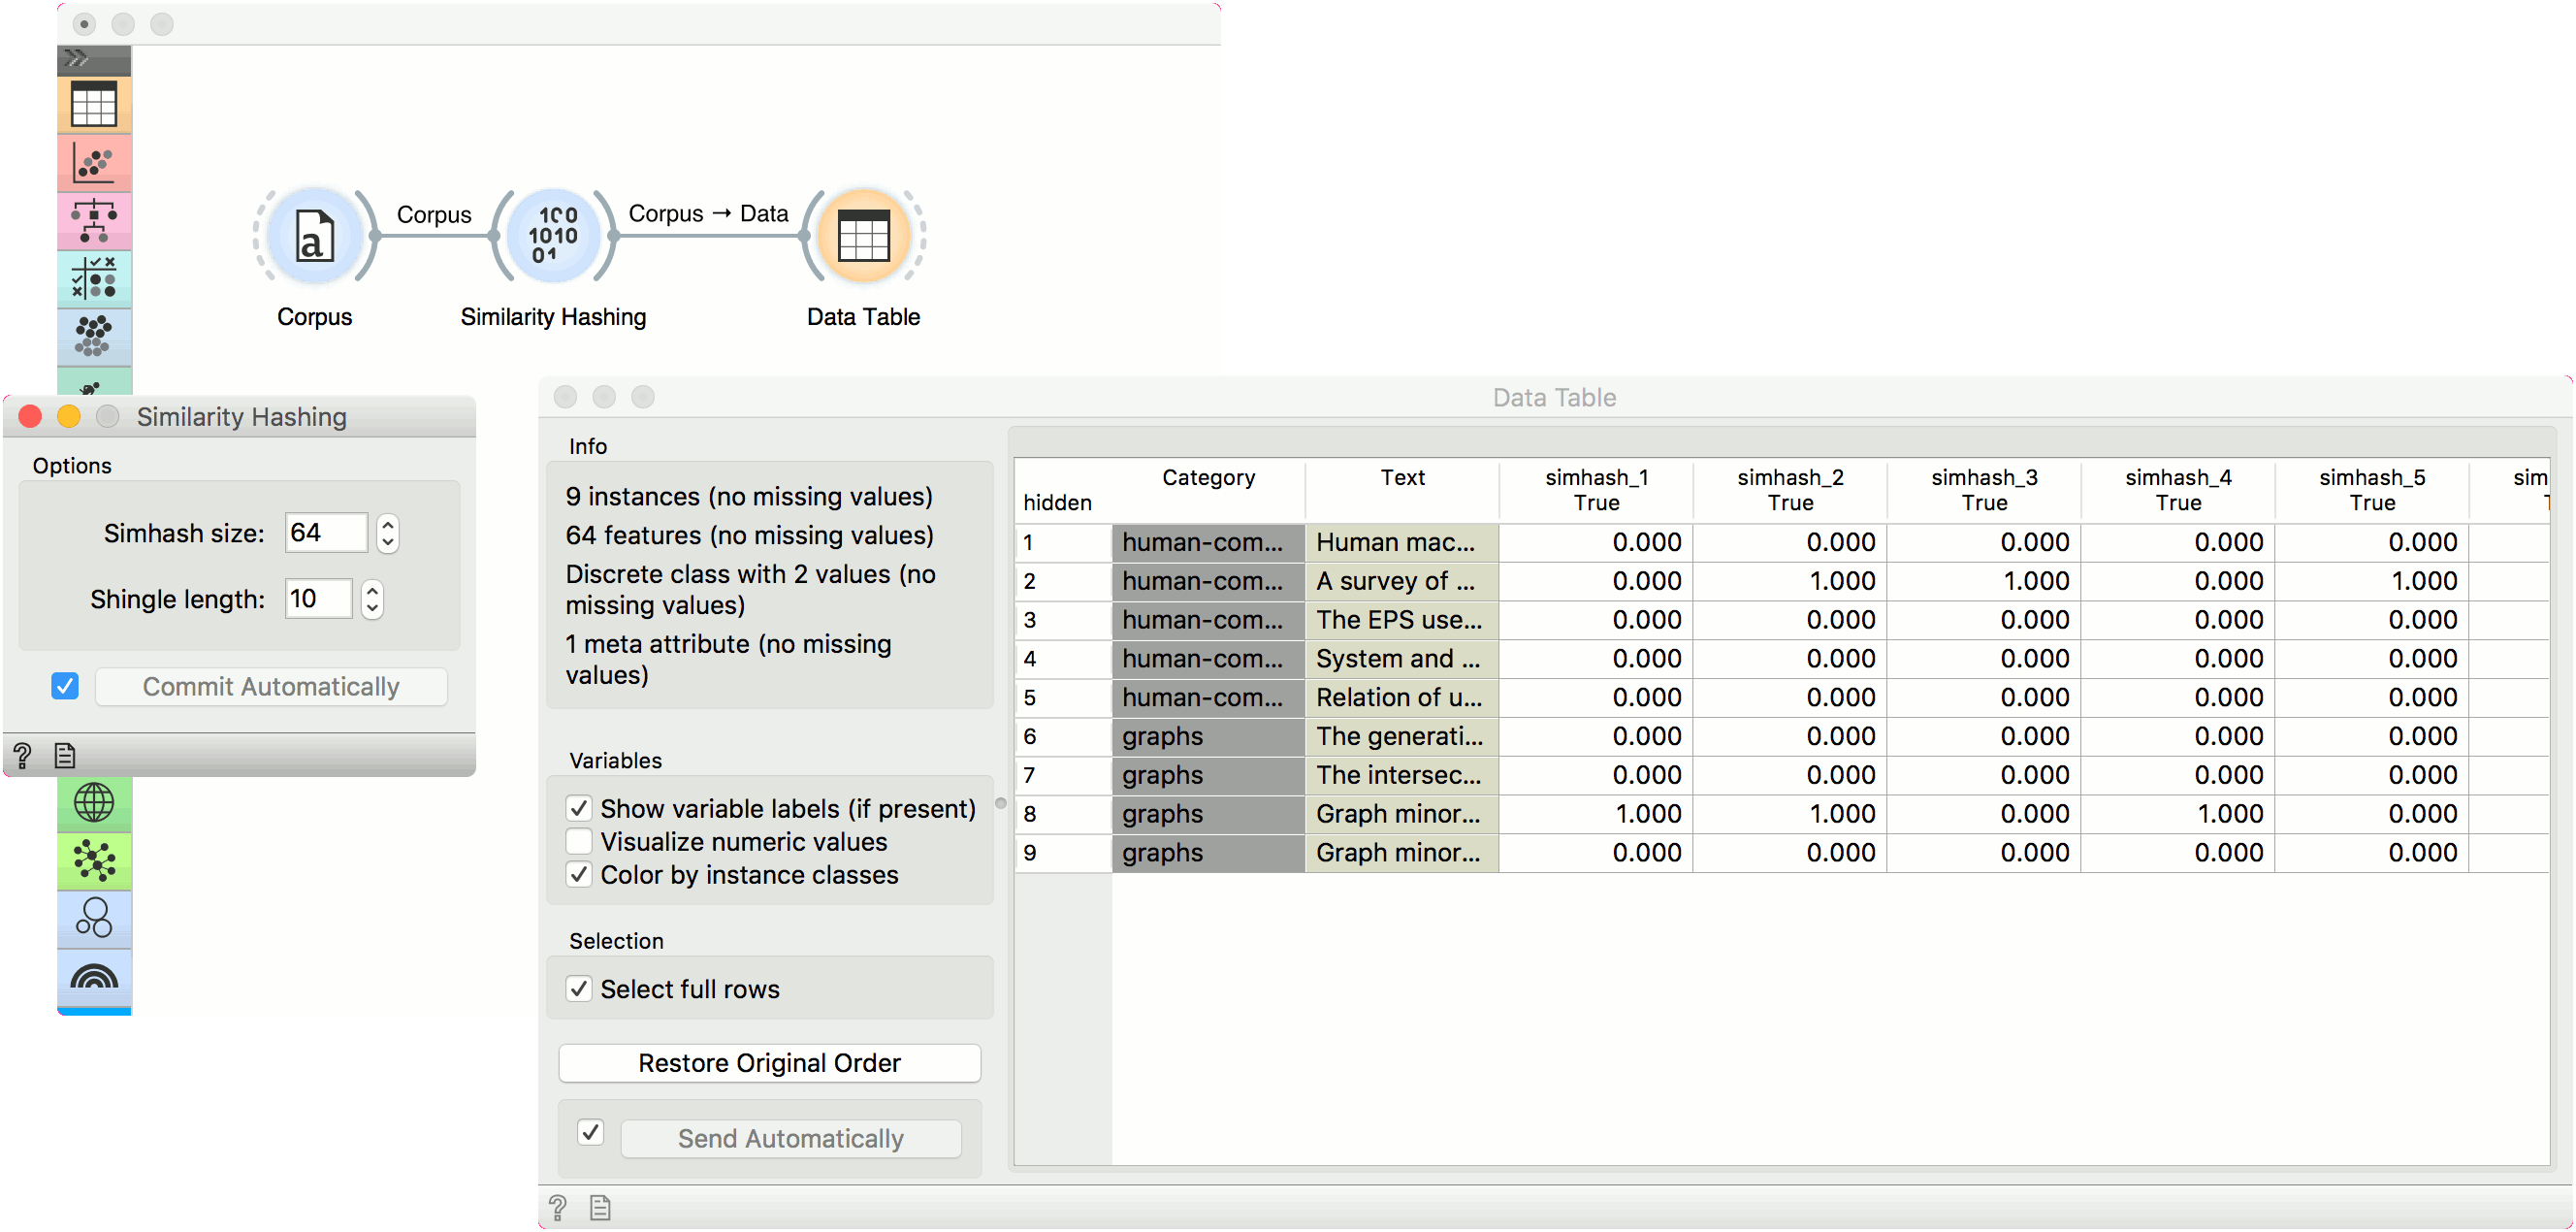 Corpus
Corpus → Data
Corpus
Similarity Hashing
Data Table
Similarity Hashing
Options
Simhash size: 64
Shingle length: 10
Commit Automatically
Data Table
Info
9 instances (no missing values)
64 features (no missing values)
Discrete class with 2 values (no
missing values)
1 meta attribute (no missing
values)
Variables
Show variable labels (if present)
Visualize numeric values
Color by instance classes
Selection
Select full rows
Restore Original Order
Send Automatically
Category Text simhash_1 simhash_2 simhash_3 simhash_4 simhash_5 sim
hidden True True True True True
1 human-com... Human mac... 0.000 0.000 0.000 0.000 0.000
2 human-com... A survey of ... 0.000 1.000 1.000 0.000 1.000
3 human-com... The EPS use... 0.000 0.000 0.000 0.000 0.000
4 human-com... System and ... 0.000 0.000 0.000 0.000 0.000
5 human-com... Relation of u... 0.000 0.000 0.000 0.000 0.000
6 graphs The generati... 0.000 0.000 0.000 0.000 0.000
7 graphs The intersec... 0.000 0.000 0.000 0.000 0.000
8 graphs Graph minor... 1.000 1.000 0.000 1.000 0.000
9 graphs Graph minor... 0.000 0.000 0.000 0.000 0.000